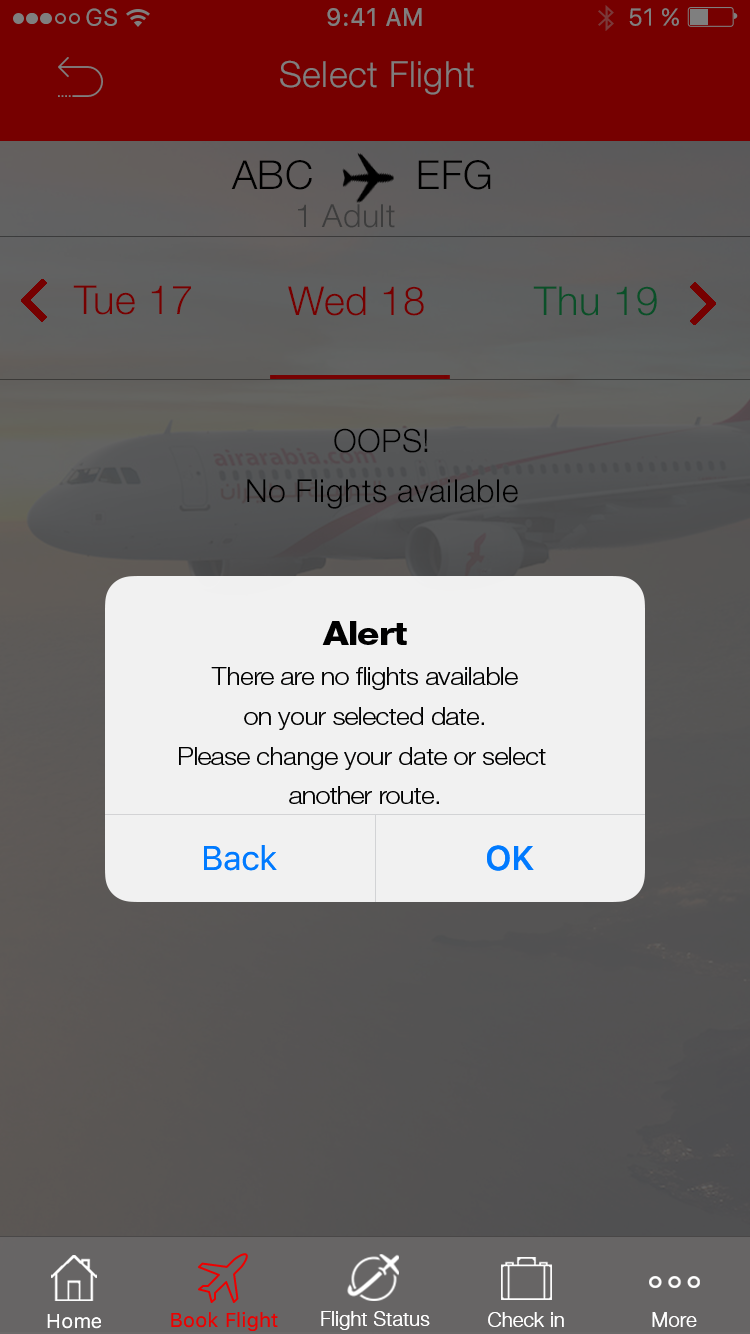 GS 9:41 AM 51 %
Select Flight
ABC EFG
1 Adult
Tue 17 Wed 18 Thu 19
OOPS!
airarabia.com
No Flights available
Alert
There are no flights available
on your selected date.
Please change your date or select
another route.
Back OK
Home Book Flight Flight Status Check in More